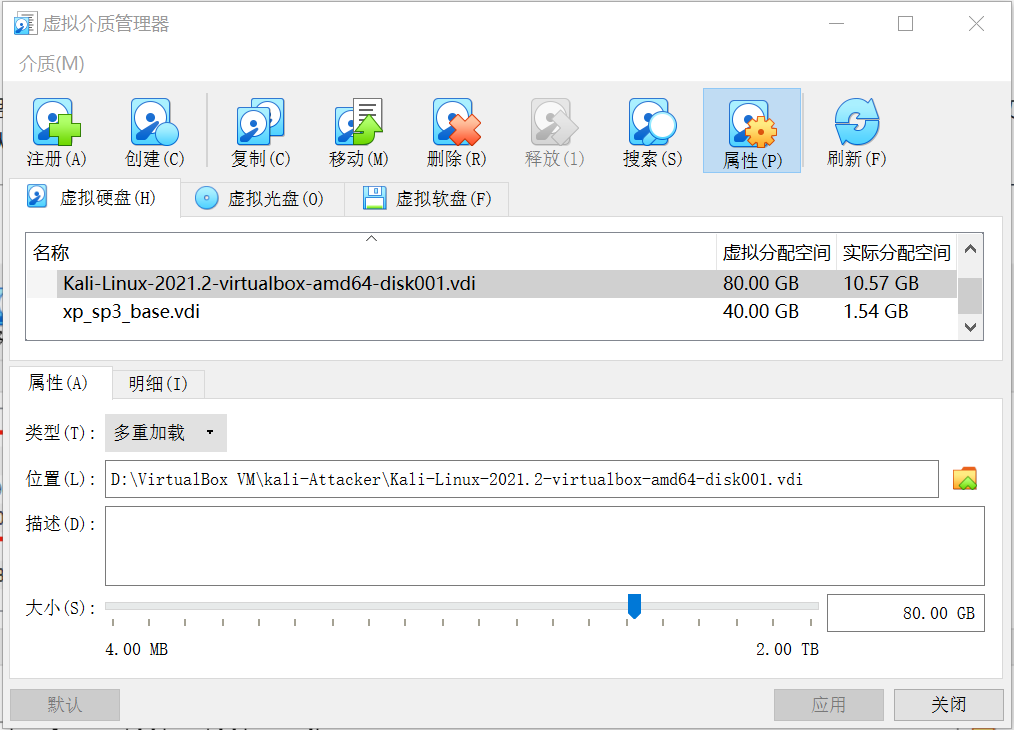 虚拟介质管理器
介质(M)
注册(A) 创建(C) 复制(C) 移动(M) 删除(R) 释放(l) 搜索(S) 属性(P) 刷新(F)
虚拟硬盘(H) 虚拟光盘(O) 虚拟软盘(F)
名称 虚拟分配空间 实际分配空间
Kali-Linux-2021.2-virtualbox-amd64-disk001.vdi 80.00 GB 10.57 GB
xp_sp3_base.vdi 40.00 GB 1.54 GB
属性(A) 明细(I)
类型(T): 多重加载
位置(L): D:\VirtualBox VM\kali-Attacker\Kali-Linux-2021.2-virtualbox-amd64-disk001.vdi
描述(D):
大小(S): 80.00 GB
4.00 MB 2.00 TB
默认 应用 关闭